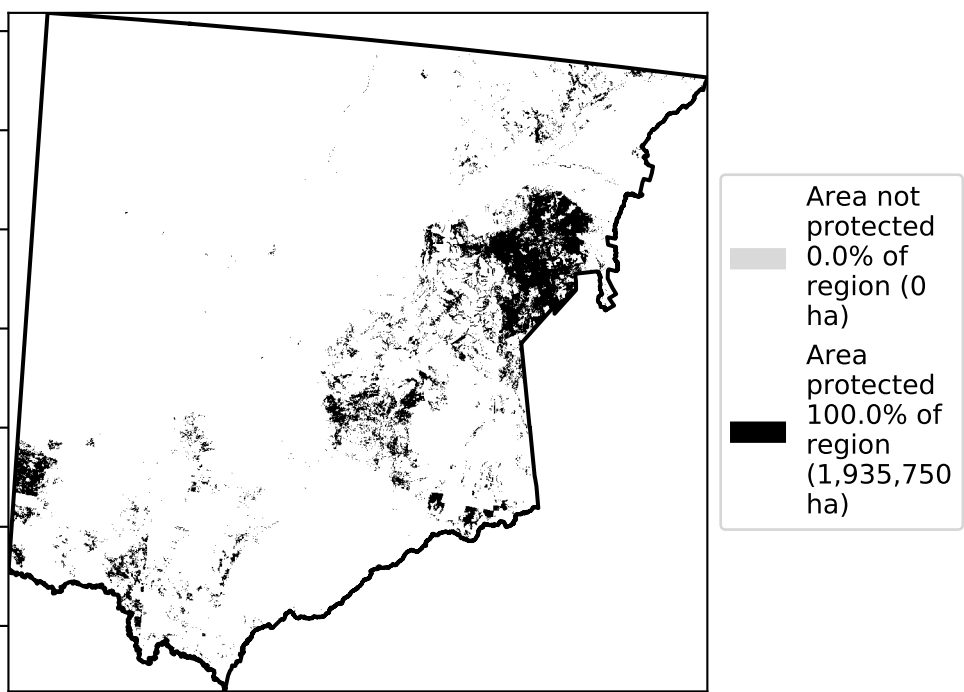 Area not
protected
0.0% of
region (0
ha)
Area
protected
100.0% of
region
(1,935,750
ha)